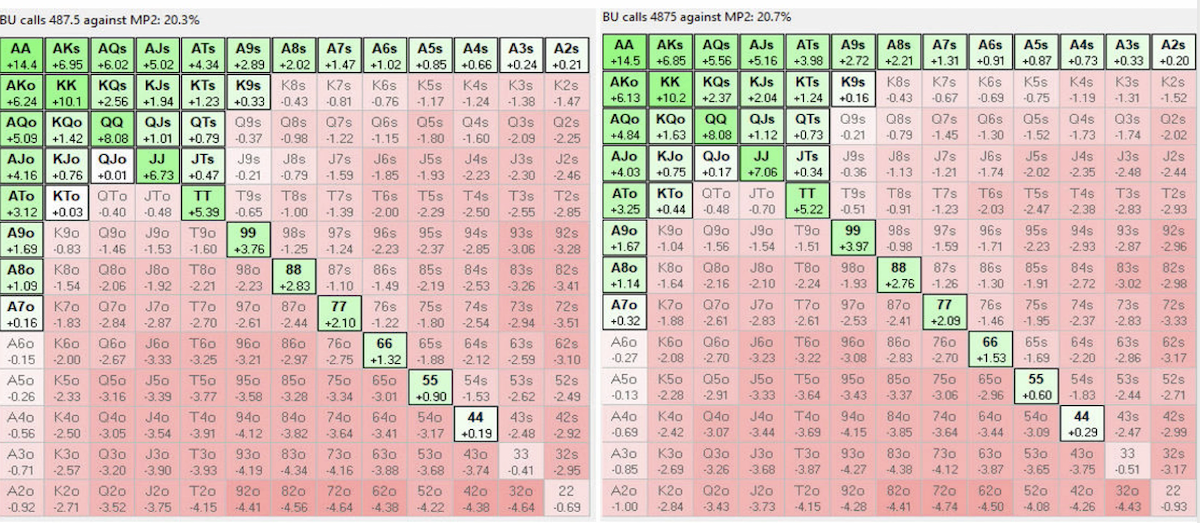 BU calls 487.5 against MP2: 20.3%
AA AKs AQs AJs ATs A9s A8s A7s A6s A5s A4s A3s A2s
+14.4 +6.95 +6.02 +5.02 +4.34 +2.89 +2.02 +1.47 +1.02 +0.85 +0.66 +0.24 +0.21
AKo KK KQs KJs KTs K9s K8s K7s K6s K5s K4s K3s K2s
+6.24 +10.1 +2.56 +1.94 +1.23 +0.33 -0.43 -0.81 -0.76 -1.17 -1.24 -1.38 -1.47
AQo KQo QQ QJs QTs Q9s Q8s Q7s Q6s Q5s Q4s Q3s Q2s
+5.09 +1.42 +8.08 +1.01 +0.79 -0.37 -0.98 -1.22 -1.15 -1.80 -1.60 -2.09 -2.25
AJo KJo QJo JJ JTs J9s J8s J7s J6s J5s J4s J3s J2s
+4.16 +0.76 +0.01 +6.73 +0.47 -0.21 -0.79 -1.59 -1.85 -1.93 -2.23 -2.30 -2.46
ATo KTo QTo JTo TT T9s T8s T7s T6s T5s T4s T3s T2s
+3.12 +0.03 -0.40 -0.48 +5.39 -0.65 -1.00 -1.39 -2.00 -2.29 -2.50 -2.55 -2.85
A9o K9o Q9o J9o T9o 99 98s 97s 96s 95s 94s 93s 92s
+1.69 -0.83 -1.46 -1.53 -1.60 +3.76 -1.25 -1.24 -2.23 -2.37 -2.85 -3.06 -3.28
A8o K8o Q8o J8o T8o 98o 88 87s 86s 85s 84s 83s 82s
+1.09 -1.54 -2.06 -1.92 -2.21 -2.23 +2.83 -1.10 -1.49 -2.19 -2.53 -3.26 -3.41
A7o K7o Q7o J7o T7o 97o 87o 77 76s 75s 74s 73s 72s
+0.16 -1.83 -2.84 -2.87 -2.70 -2.61 -2.44 +2.10 -1.22 -1.80 -2.54 -2.94 -3.51
A6o K6o Q6o J6o T6o 96o 86o 76o 66 65s 64s 63s 62s
-0.15 -2.00 -2.67 -3.33 -3.25 -3.21 -2.97 -2.75 +1.32 -1.88 -2.12 -2.59 -3.10
A5o K5o Q5o J5o T5o 95o 85o 75o 65o 55 54s 53s 52s
-0.26 -2.33 -3.16 -3.39 -3.77 -3.58 -3.28 -3.34 -3.01 +0.90 -1.53 -2.62 -2.49
A4o K4o Q4o J4o T4o 94o 84o 74o 64o 54o 44 43s 42s
-0.56 -2.50 -3.05 -3.54 -3.91 -4.12 -3.82 -3.64 -3.41 -3.17 +0.19 -2.48 -2.92
A3o K3o Q3o J3o T3o 93o 83o 73o 63o 53o 43o 33 32s
-0.71 -2.57 -3.20 -3.90 -3.93 -4.19 -4.34 -4.16 -3.88 -3.68 -3.74 -0.41 -2.95
A2o K2o Q2o J2o T2o 92o 82o 72o 62o 52o 42o 32o 22
-0.92 -2.71 -3.52 -3.75 -4.15 -4.41 -4.56 -4.64 -4.38 -4.22 -4.38 -4.64 -0.69
BU calls 4875 against MP2: 20.7%
AA AKs AQs AJs ATs A9s A8s A7s A6s A5s A4s A3s A2s
+14.5 +6.85 +5.56 +5.16 +3.98 +2.72 +2.21 +1.31 +0.91 +0.87 +0.73 +0.33 +0.20
AKo KK KQs KJs KTs K9s K8s K7s K6s K5s K4s K3s K2s
+6.13 +10.2 +2.37 +2.04 +1.24 +0.16 -0.43 -0.67 -0.69 -0.75 -1.19 -1.31 -1.52
AQo KQo QQ QJs QTs Q9s Q8s Q7s Q6s Q5s Q4s Q3s Q2s
+4.84 +1.63 +8.08 +1.12 +0.73 -0.21 -0.79 -1.45 -1.30 -1.52 -1.73 -1.74 -2.02
AJo KJo QJo JJ JTs J9s J8s J7s J6s J5s J4s J3s J2s
+4.03 +0.75 +0.17 +7.06 +0.34 -0.36 -1.13 -1.21 -1.74 -2.02 -2.35 -2.48 -2.44
ATo KTo QTo JTo TT T9s T8s T7s T6s T5s T4s T3s T2s
+3.25 +0.44 -0.48 -0.70 +5.22 -0.51 -0.91 -1.23 -2.03 -2.47 -2.38 -2.83 -2.93
A9o K9o Q9o J9o T9o 99 98s 97s 96s 95s 94s 93s 92s
+1.67 -1.04 -1.56 -1.54 -1.51 +3.97 -0.98 -1.59 -1.71 -2.23 -2.93 -2.87 -2.96
A8o K8o Q8o J8o T8o 98o 88 87s 86s 85s 84s 83s 82s
+1.14 -1.64 -2.16 -2.10 -2.24 -1.93 +2.76 -1.26 -1.30 -1.91 -2.72 -3.02 -2.98
A7o K7o Q7o J7o T7o 97o 87o 77 76s 75s 74s 73s 72s
+0.32 -1.88 -2.61 -2.83 -2.61 -2.53 -2.41 +2.09 -1.46 -1.95 -2.37 -2.83 -3.33
A6o K6o Q6o J6o T6o 96o 86o 76o 66 65s 64s 63s 62s
-0.27 -2.08 -2.70 -3.23 -3.22 -3.08 -2.83 -2.70 +1.53 -1.69 -2.20 -2.86 -3.17
A5o K5o Q5o J5o T5o 95o 85o 75o 65o 55 54s 53s 52s
-0.13 -2.28 -2.91 -3.33 -3.64 -3.43 -3.37 -3.06 -2.96 +0.60 -1.83 -2.44 -2.71
A4o K4o Q4o J4o T4o 94o 84o 74o 64o 54o 44 43s 42s
-0.69 -2.42 -3.07 -3.44 -3.69 -4.15 -3.85 -3.64 -3.44 -3.09 +0.29 -2.47 -2.99
A3o K3o Q3o J3o T3o 93o 83o 73o 63o 53o 43o 33 32s
-0.85 -2.69 -3.26 -3.68 -3.87 -4.27 -4.38 -4.12 -3.87 -3.65 -3.75 -0.51 -3.17
A2o K2o Q2o J2o T2o 92o 82o 72o 62o 52o 42o 32o 22
-1.00 -2.84 -3.43 -3.73 -4.15 -4.28 -4.41 -4.74 -4.50 -4.08 -4.26 -4.43 -0.93